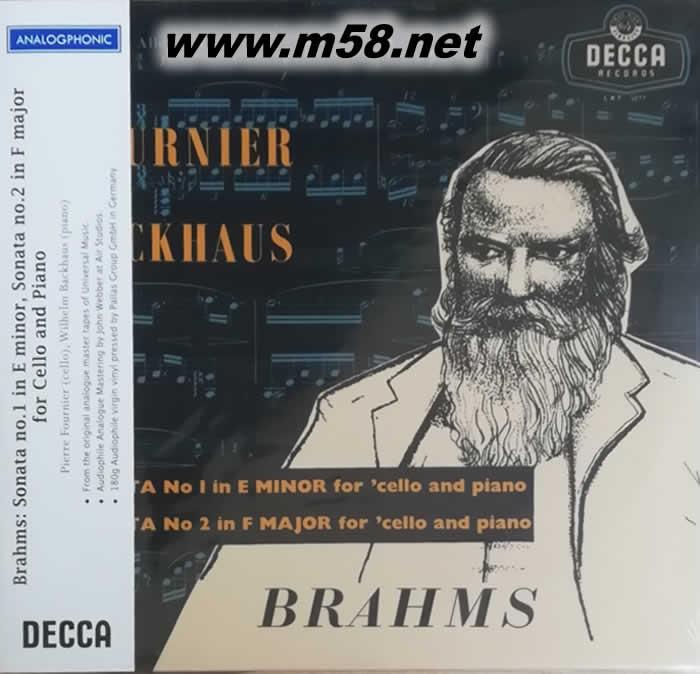 www.m58.net
ANALOGPHONIC
Brahms: Sonata no.1 in E minor, Sonata no.2 in F major
for Cello and Piano
Pierre Fournier (cello), Wilhelm Backhaus (piano)
• From the original analogue master tapes of Universal Music.
• Audiophile Analogue Mastering by John Webber at Air Studios.
• 180g Audiophile virgin vinyl pressed by Pallas Group GmbH in Germany
DECCA
DECCA
RECORDS
URNIER
CKHAUS
TA No 1 in E MINOR for 'cello and piano
TA No 2 in F MAJOR for 'cello and piano
BRAHMS